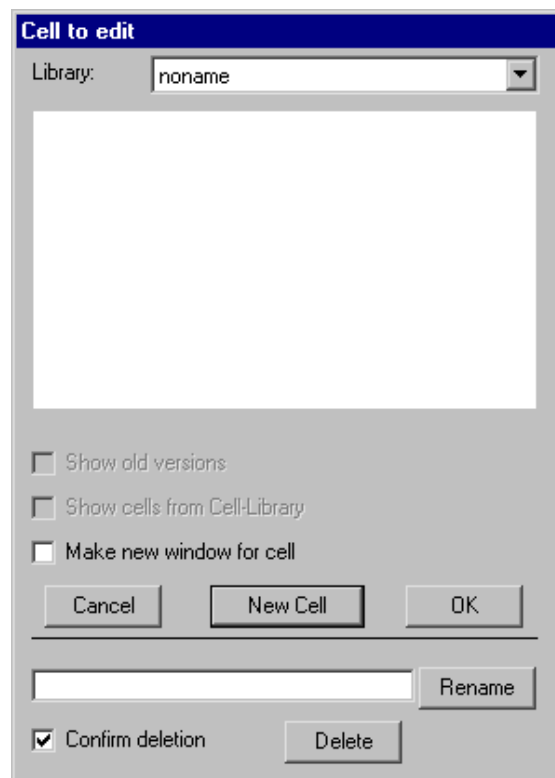 Cell to edit
Library: noname
Show old versions
Show cells from Cell-Library
Make new window for cell
Cancel New Cell OK
Rename
Confirm deletion Delete